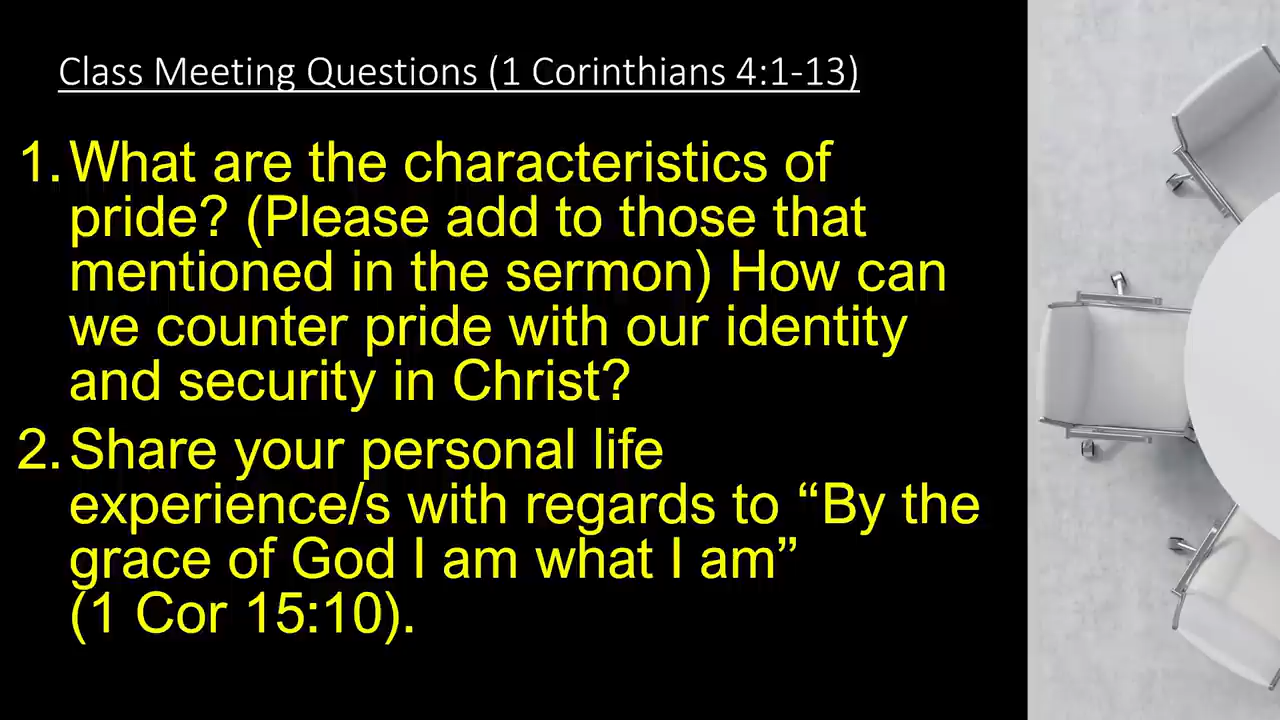 Class Meeting Questions (1 Corinthians 4:1-13)
1. What are the characteristics of
pride? (Please add to those that
mentioned in the sermon) How can
we counter pride with our identity
and security in Christ?
2. Share your personal life
experience/s with regards to “By the
grace of God I am what I am”
(1 Cor 15:10).